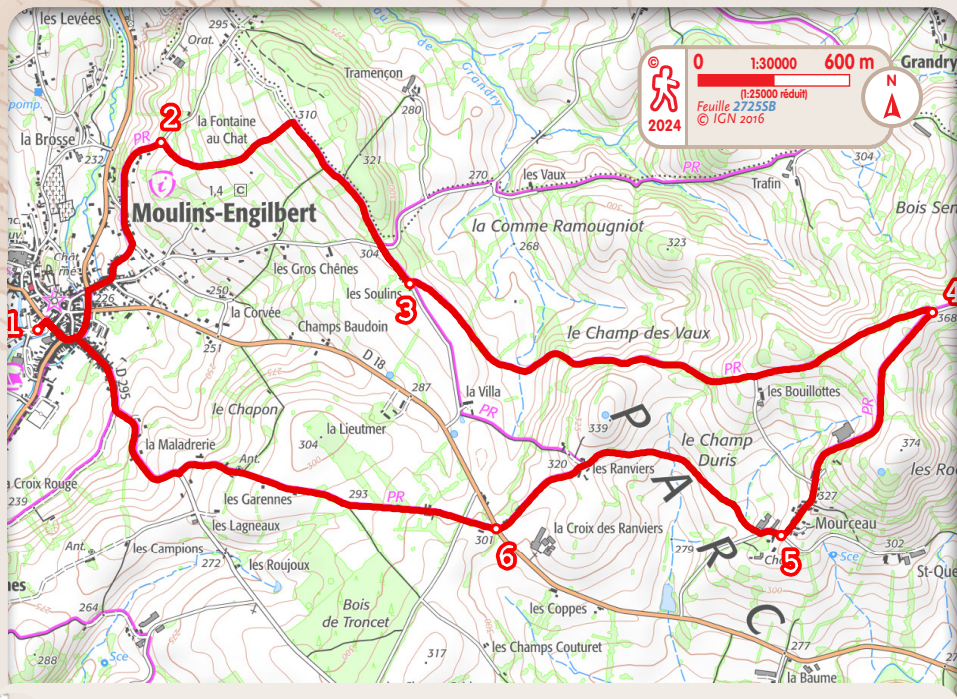 les Levées
295
Orat.
de
Grandry
Tramençon
280
Grandry
©
0 1:30000 600 m
(1:25000 réduit)
Feuille 2725SB
© IGN 2016
2024
N
pomp.
la Brosse
232
PR
2
la Fontaine
au Chat
310
321
1,4 C
i
Moulins-Engilbert
270
les Vaux
PR
304
Trafin
la Comme Ramougniot
268
323
Bois
304
les Gros Chênes
les Soulins
3
226
250
la Corvée
1
Champs Baudoin
251
D 18
287
le Champ des Vaux
4
368
PR
les Bouillottes
PR
D 295
le Chapon
la Villa
PR
la Lieutmer
339
304
la Maladrerie
Ant.
320
les Ranviers
le Champ
Duris
374
P A R C
Croix Rouge
239
les Garennes
293
PR
les Lagneaux
301
6
la Croix des Ranviers
327
Mourceau
279
5
Sce
302
Ant.
les Campions
272
les Roujoux
264
Bois
de Troncet
les Coppes
les Champs Couturet
288
Sce
317
277
la Baume